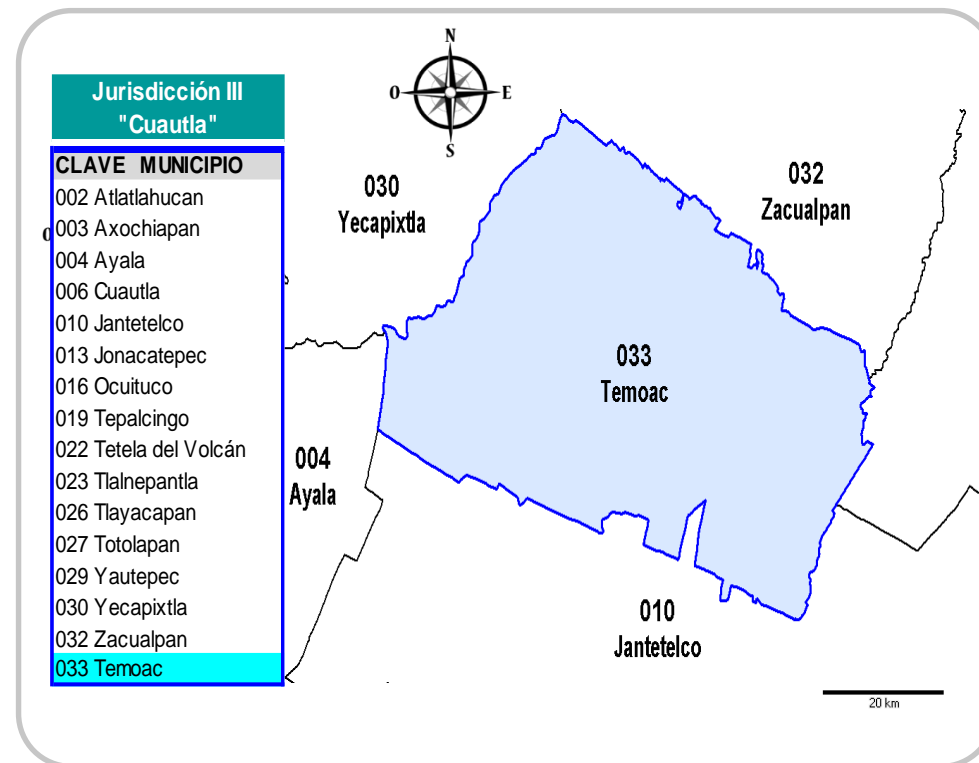 Jurisdicción III
"Cuautla"
CLAVE MUNICIPIO
002 Atlatlahucan
003 Axochiapan
004 Ayala
006 Cuautla
010 Jantetelco
013 Jonacatepec
016 Ocuituco
019 Tepalcingo
022 Tetela del Volcán
023 Tlalnepantla
026 Tlayacapan
027 Totolapan
029 Yautepec
030 Yecapixtla
032 Zacualpan
033 Temoac
N
O
E
S
030
Yecapixtla
032
Zacualpan
033
Temoac
004
Ayala
010
Jantetelco
20 km